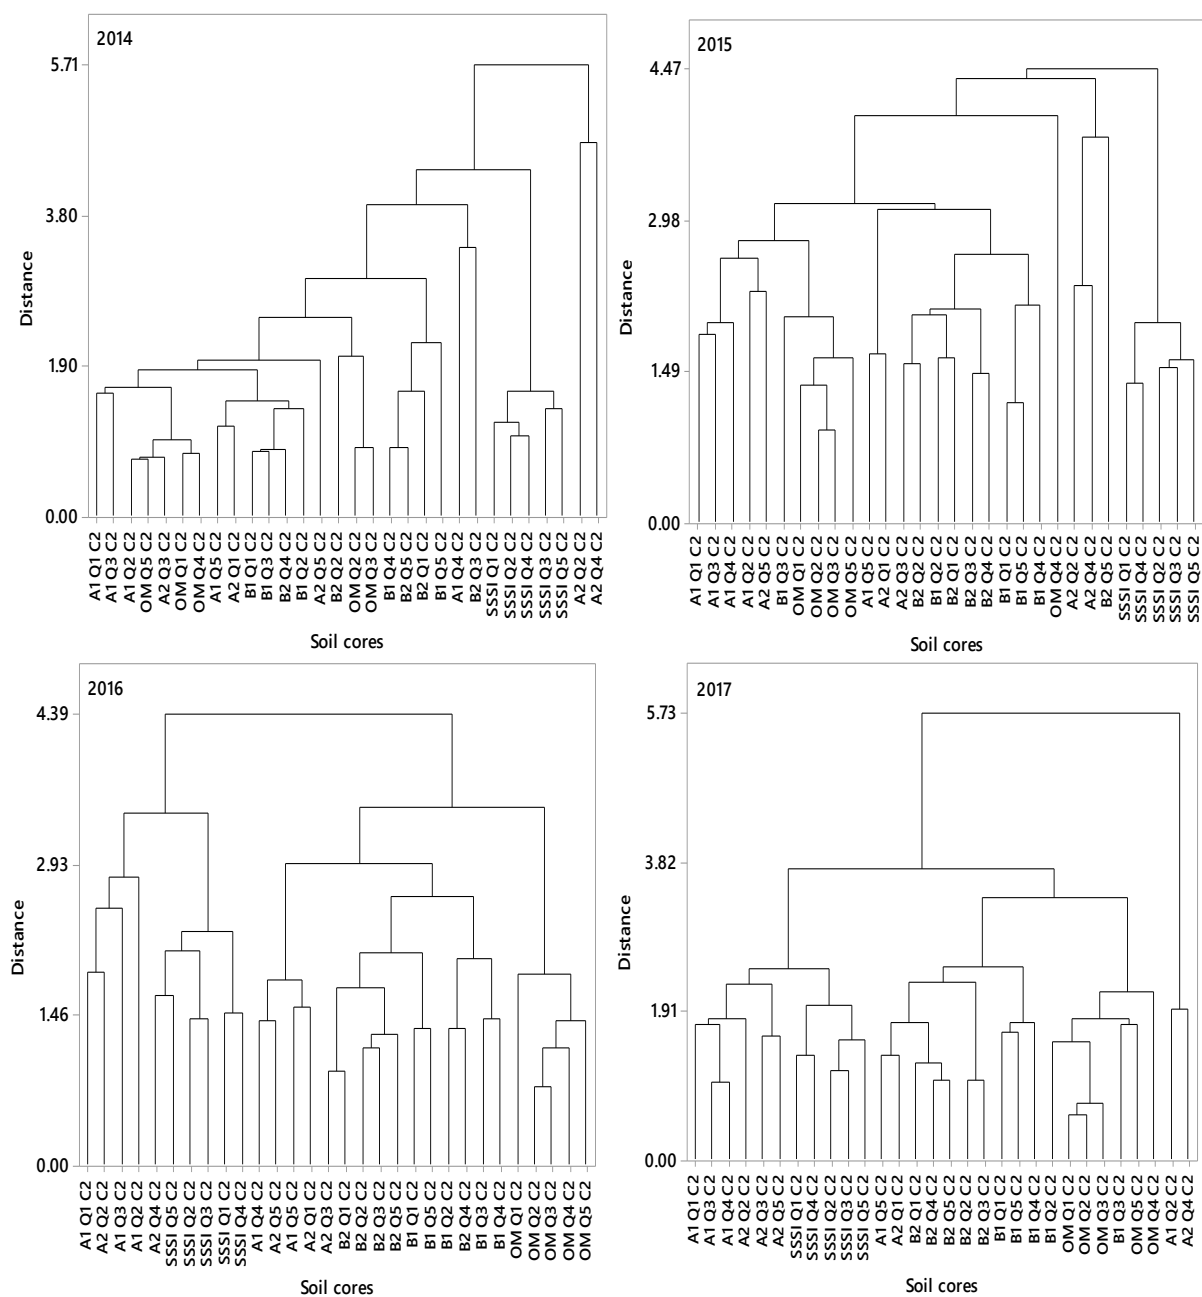 2014
5.71
3.80
1.90
0.00
Distance
A1 Q1 C2
A1 Q3 C2
A1 Q2 C2
OM Q5 C2
A2 Q3 C2
OM Q1 C2
OM Q4 C2
A1 Q5 C2
A2 Q1 C2
B1 Q1 C2
B1 Q3 C2
B2 Q4 C2
B1 Q2 C2
A2 Q5 C2
B2 Q2 C2
OM Q2 C2
OM Q3 C2
B1 Q4 C2
B2 Q5 C2
B2 Q1 C2
B1 Q5 C2
A1 Q4 C2
B2 Q3 C2
SSSI Q1 C2
SSSI Q2 C2
SSSI Q4 C2
SSSI Q3 C2
SSSI Q5 C2
A2 Q2 C2
A2 Q4 C2
Soil cores
2015
4.47
2.98
1.49
0.00
Distance
A1 Q1 C2
A1 Q3 C2
A1 Q4 C2
A1 Q2 C2
A2 Q5 C2
B1 Q3 C2
OM Q1 C2
OM Q2 C2
OM Q3 C2
OM Q5 C2
A1 Q5 C2
A2 Q1 C2
A2 Q3 C2
B2 Q2 C2
B1 Q2 C2
B2 Q1 C2
B2 Q3 C2
B2 Q4 C2
B1 Q1 C2
B1 Q5 C2
B1 Q4 C2
OM Q4 C2
A2 Q2 C2
A2 Q4 C2
B2 Q5 C2
SSSI Q1 C2
SSSI Q4 C2
SSSI Q2 C2
SSSI Q3 C2
SSSI Q5 C2
Soil cores
2016
4.39
2.93
1.46
0.00
Distance
A1 Q1 C2
A2 Q2 C2
A1 Q3 C2
A1 Q2 C2
A2 Q4 C2
SSSI Q5 C2
SSSI Q2 C2
SSSI Q3 C2
SSSI Q1 C2
SSSI Q4 C2
A1 Q4 C2
A2 Q5 C2
A1 Q5 C2
A2 Q1 C2
A2 Q3 C2
B2 Q1 C2
B2 Q2 C2
B2 Q3 C2
B2 Q5 C2
B1 Q1 C2
B1 Q5 C2
B1 Q2 C2
B2 Q4 C2
B1 Q3 C2
B1 Q4 C2
OM Q1 C2
OM Q2 C2
OM Q3 C2
OM Q4 C2
OM Q5 C2
Soil cores
2017
5.73
3.82
1.91
0.00
Distance
A1 Q1 C2
A1 Q3 C2
A1 Q4 C2
A2 Q2 C2
A2 Q3 C2
A2 Q5 C2
SSSI Q1 C2
SSSI Q4 C2
SSSI Q2 C2
SSSI Q3 C2
SSSI Q5 C2
A1 Q5 C2
A2 Q1 C2
B2 Q1 C2
B2 Q4 C2
B2 Q5 C2
B2 Q2 C2
B2 Q3 C2
B1 Q1 C2
B1 Q5 C2
B1 Q4 C2
B1 Q2 C2
OM Q1 C2
OM Q2 C2
OM Q3 C2
B1 Q3 C2
OM Q5 C2
OM Q4 C2
A1 Q2 C2
A2 Q4 C2
Soil cores